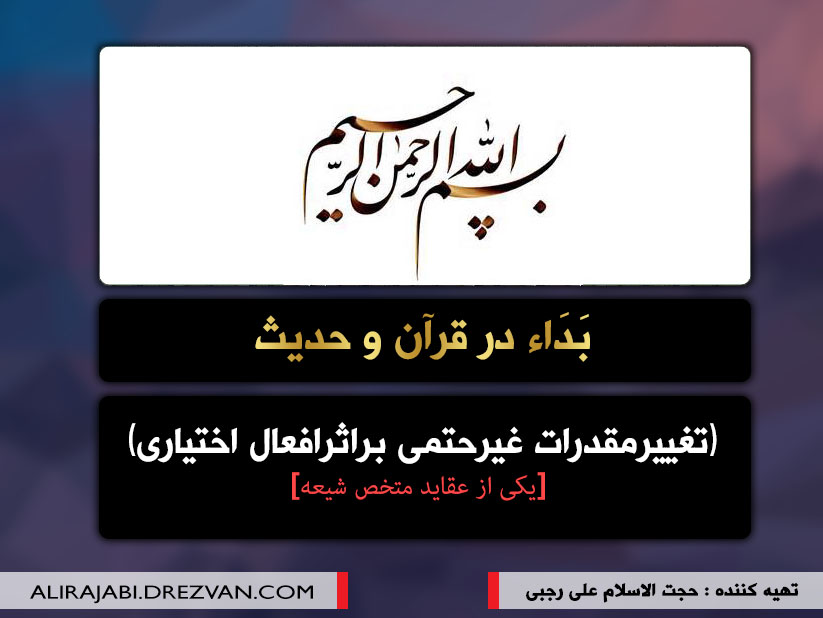 بسم الله الرحمن الرحیم
بَدَاء در قرآن و حدیث
(تغییرمقدرات غیرحتمی براثرافعال اختیاری)
[یکی از عقاید متخص شیعه]
تهیه کننده : حجت الاسلام علی رجبی
ALIRAJABI.DREZVAN.COM